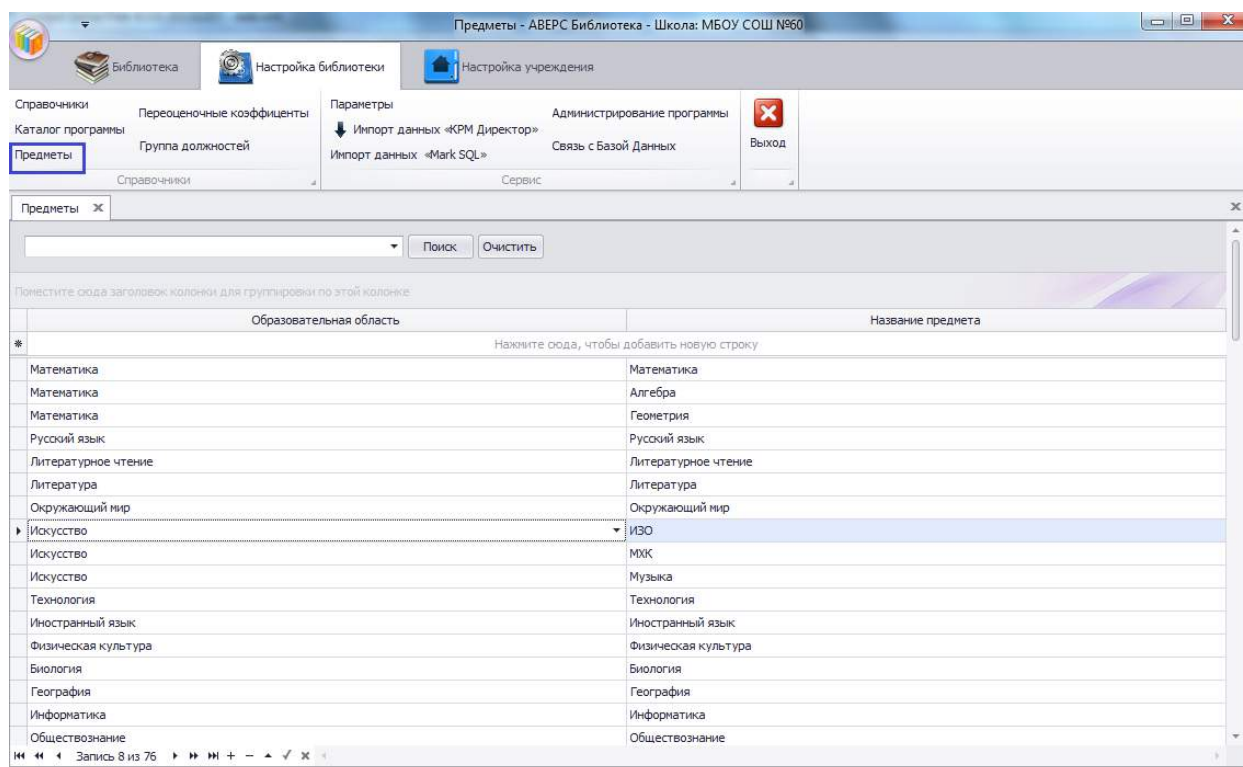 Предметы - АВЕРС Библиотека - Школа: МБОУ СОШ №60
Библиотека Настройка библиотеки Настройка учреждения
Справочники Переоценочные коэффиценты Параметры Администрирование программы
Каталог программы Импорт данных «КРМ Директор»
Предметы Группа должностей Импорт данных «Mark SQL» Связь с Базой Данных Выход
Справочники Сервис
Предметы
Поиск Очистить
Поместите сюда заголовок колонки для группировки по этой колонке
Образовательная область Название предмета
Нажмите сюда, чтобы добавить новую строку
Математика Математика
Математика Алгебра
Математика Геометрия
Русский язык Русский язык
Литературное чтение Литературное чтение
Литература Литература
Окружающий мир Окружающий мир
Искусство ИЗО
Искусство МХК
Искусство Музыка
Технология Технология
Иностранный язык Иностранный язык
Физическая культура Физическая культура
Биология Биология
География География
Информатика Информатика
Обществознание Обществознание
Запись 8 из 76